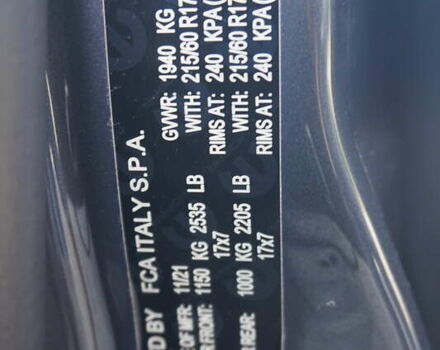 D BY FCA ITALY S.P.A.
OF MFR: 11/21 GVWR: 1940 KG
R FRONT: 1150 KG 2535 LB WITH: 215/60 R17
17x7 RIMS AT: 240 KPA(
R REAR: 1000 KG 2205 LB WITH: 215/60 R17
17x7 RIMS AT: 240 KPA(